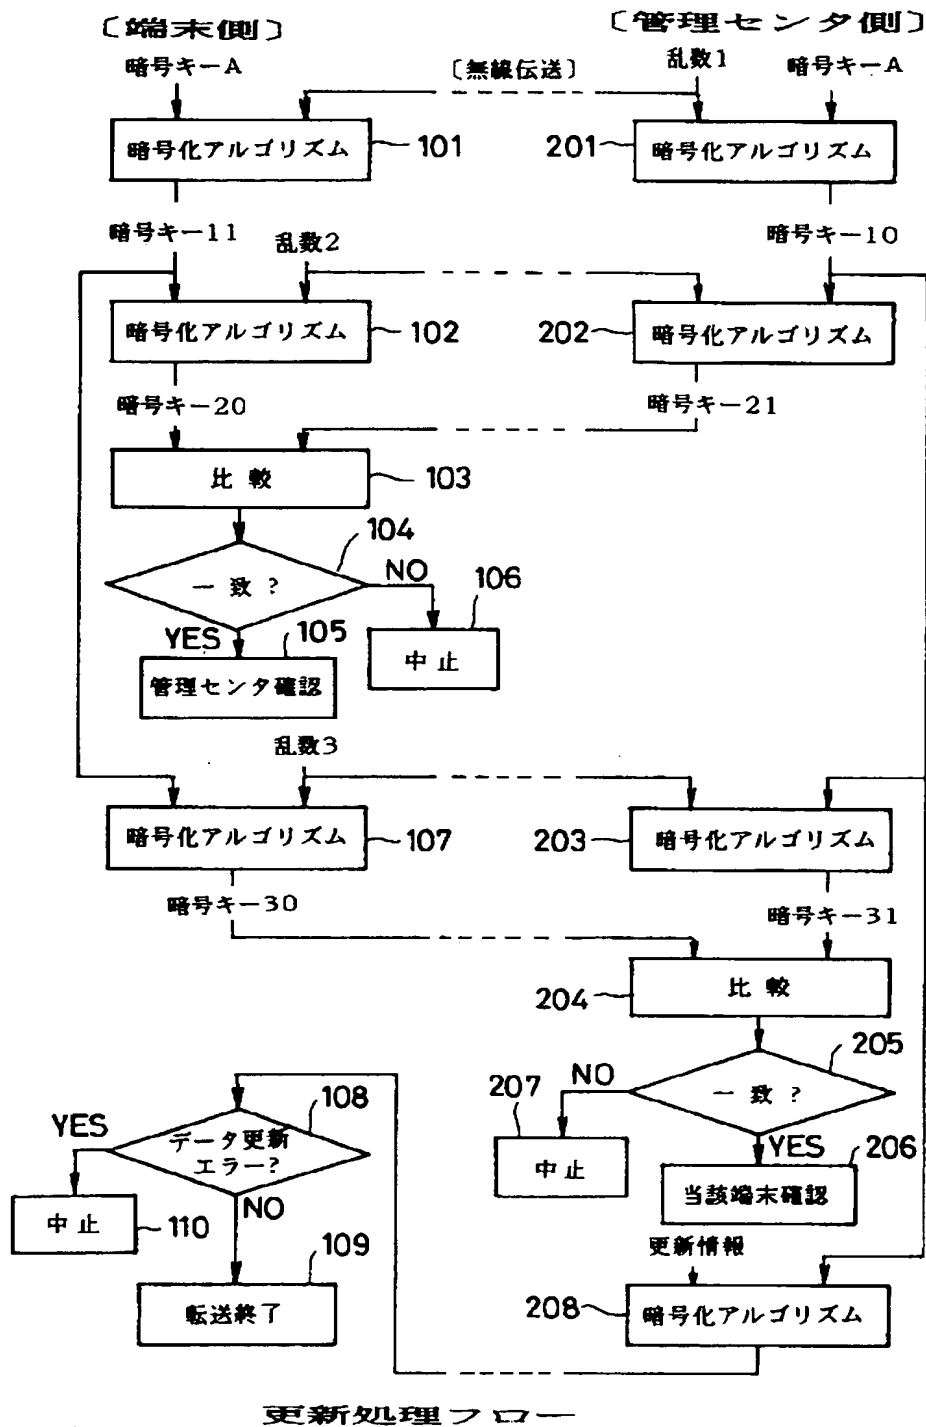 〔端末側〕
〔管理センタ側〕
暗号キーA
〔無線伝送〕
乱数1
暗号キーA
暗号化アルゴリズム
101
201
暗号化アルゴリズム
暗号キー11
乱数2
暗号キー10
暗号化アルゴリズム
102
202
暗号化アルゴリズム
暗号キー20
暗号キー21
比較
103
104
一致?
NO
106
YES
105
中止
管理センタ確認
乱数3
暗号化アルゴリズム
107
203
暗号化アルゴリズム
暗号キー30
暗号キー31
204
比較
205
NO
207
一致?
108
YES
データ更新
エラー?
中止
YES
206
当該端末確認
NO
中止
110
更新情報
109
転送終了
208
暗号化アルゴリズム
更新処理フロー